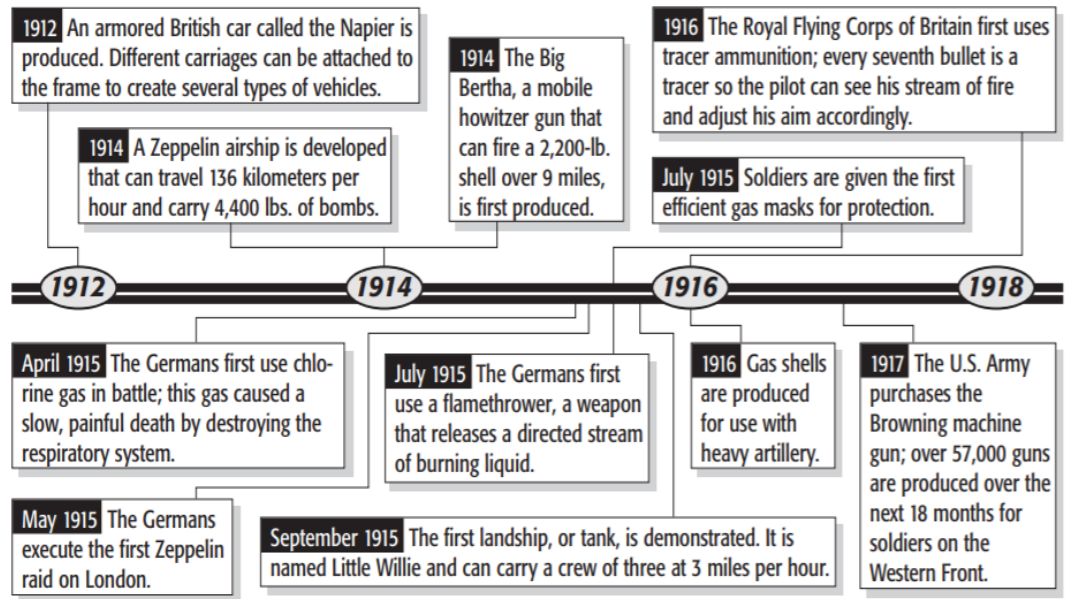 1912 An armored British car called the Napier is
produced. Different carriages can be attached to
the frame to create several types of vehicles.
1914 A Zeppelin airship is developed
that can travel 136 kilometers per
hour and carry 4,400 lbs. of bombs.
1914 The Big
Bertha, a mobile
howitzer gun that
can fire a 2,200-lb.
shell over 9 miles,
is first produced.
1916 The Royal Flying Corps of Britain first uses
tracer ammunition; every seventh bullet is a
tracer so the pilot can see his stream of fire
and adjust his aim accordingly.
July 1915 Soldiers are given the first
efficient gas masks for protection.
1912
1914
1916
1918
April 1915 The Germans first use chlo-
rine gas in battle; this gas caused a
slow, painful death by destroying the
respiratory system.
May 1915 The Germans
execute the first Zeppelin
raid on London.
July 1915 The Germans first
use a flamethrower, a weapon
that releases a directed stream
of burning liquid.
September 1915 The first landship, or tank, is demonstrated. It is
named Little Willie and can carry a crew of three at 3 miles per hour.
1916 Gas shells
are produced
for use with
heavy artillery.
1917 The U.S. Army
purchases the
Browning machine
gun; over 57,000 guns
are produced over the
next 18 months for
soldiers on the
Western Front.